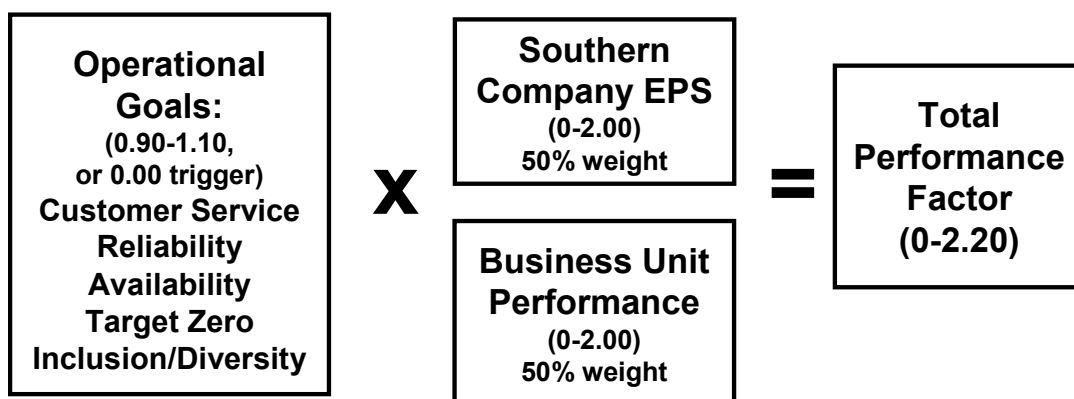 Operational
Goals:
(0.90-1.10,
or 0.00 trigger)
Customer Service
Reliability
Availability
Target Zero
Inclusion/Diversity
x
Southern
Company EPS
(0-2.00)
50% weight
Business Unit
Performance
(0-2.00)
50% weight
=
Total
Performance
Factor
(0-2.20)